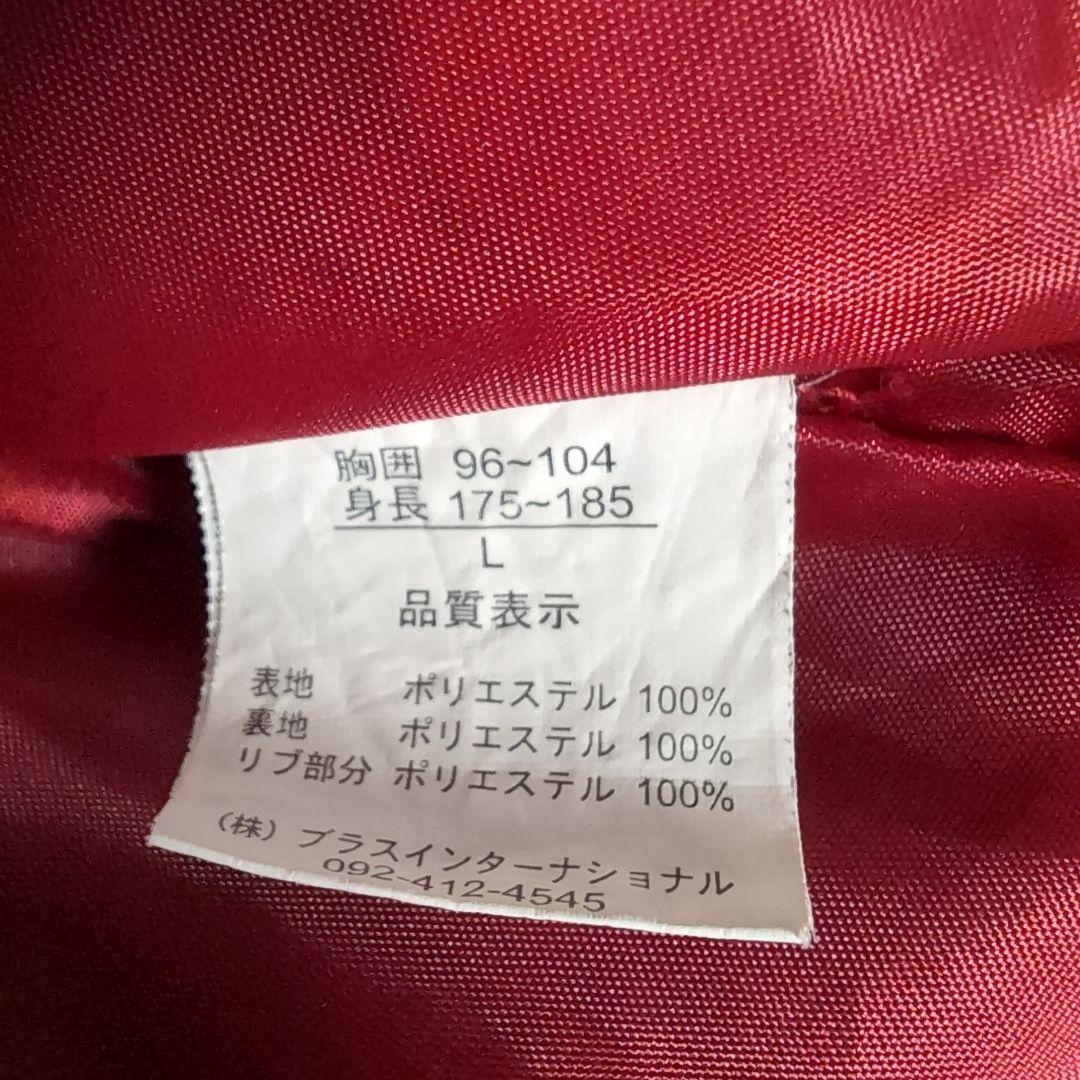 胸囲 96~104
身長 175~185
L
品質表示
表地 ポリエステル 100%
裏地 ポリエステル 100%
リブ部分 ポリエステル 100%
(株) プラスインターナショナル
092-412-4545